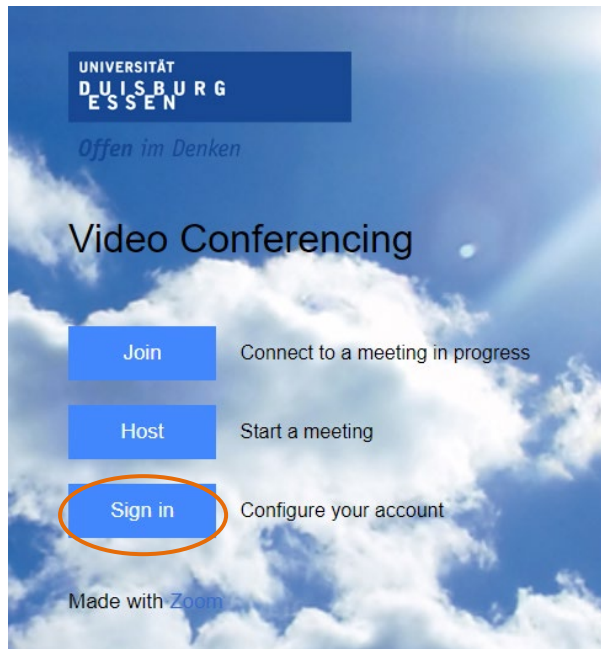 UNIVERSITÄT
DUISBURG
ESSEN
Offen im Denken
Video Conferencing
Join Connect to a meeting in progress
Host Start a meeting
Sign in Configure your account
Made with Zoom